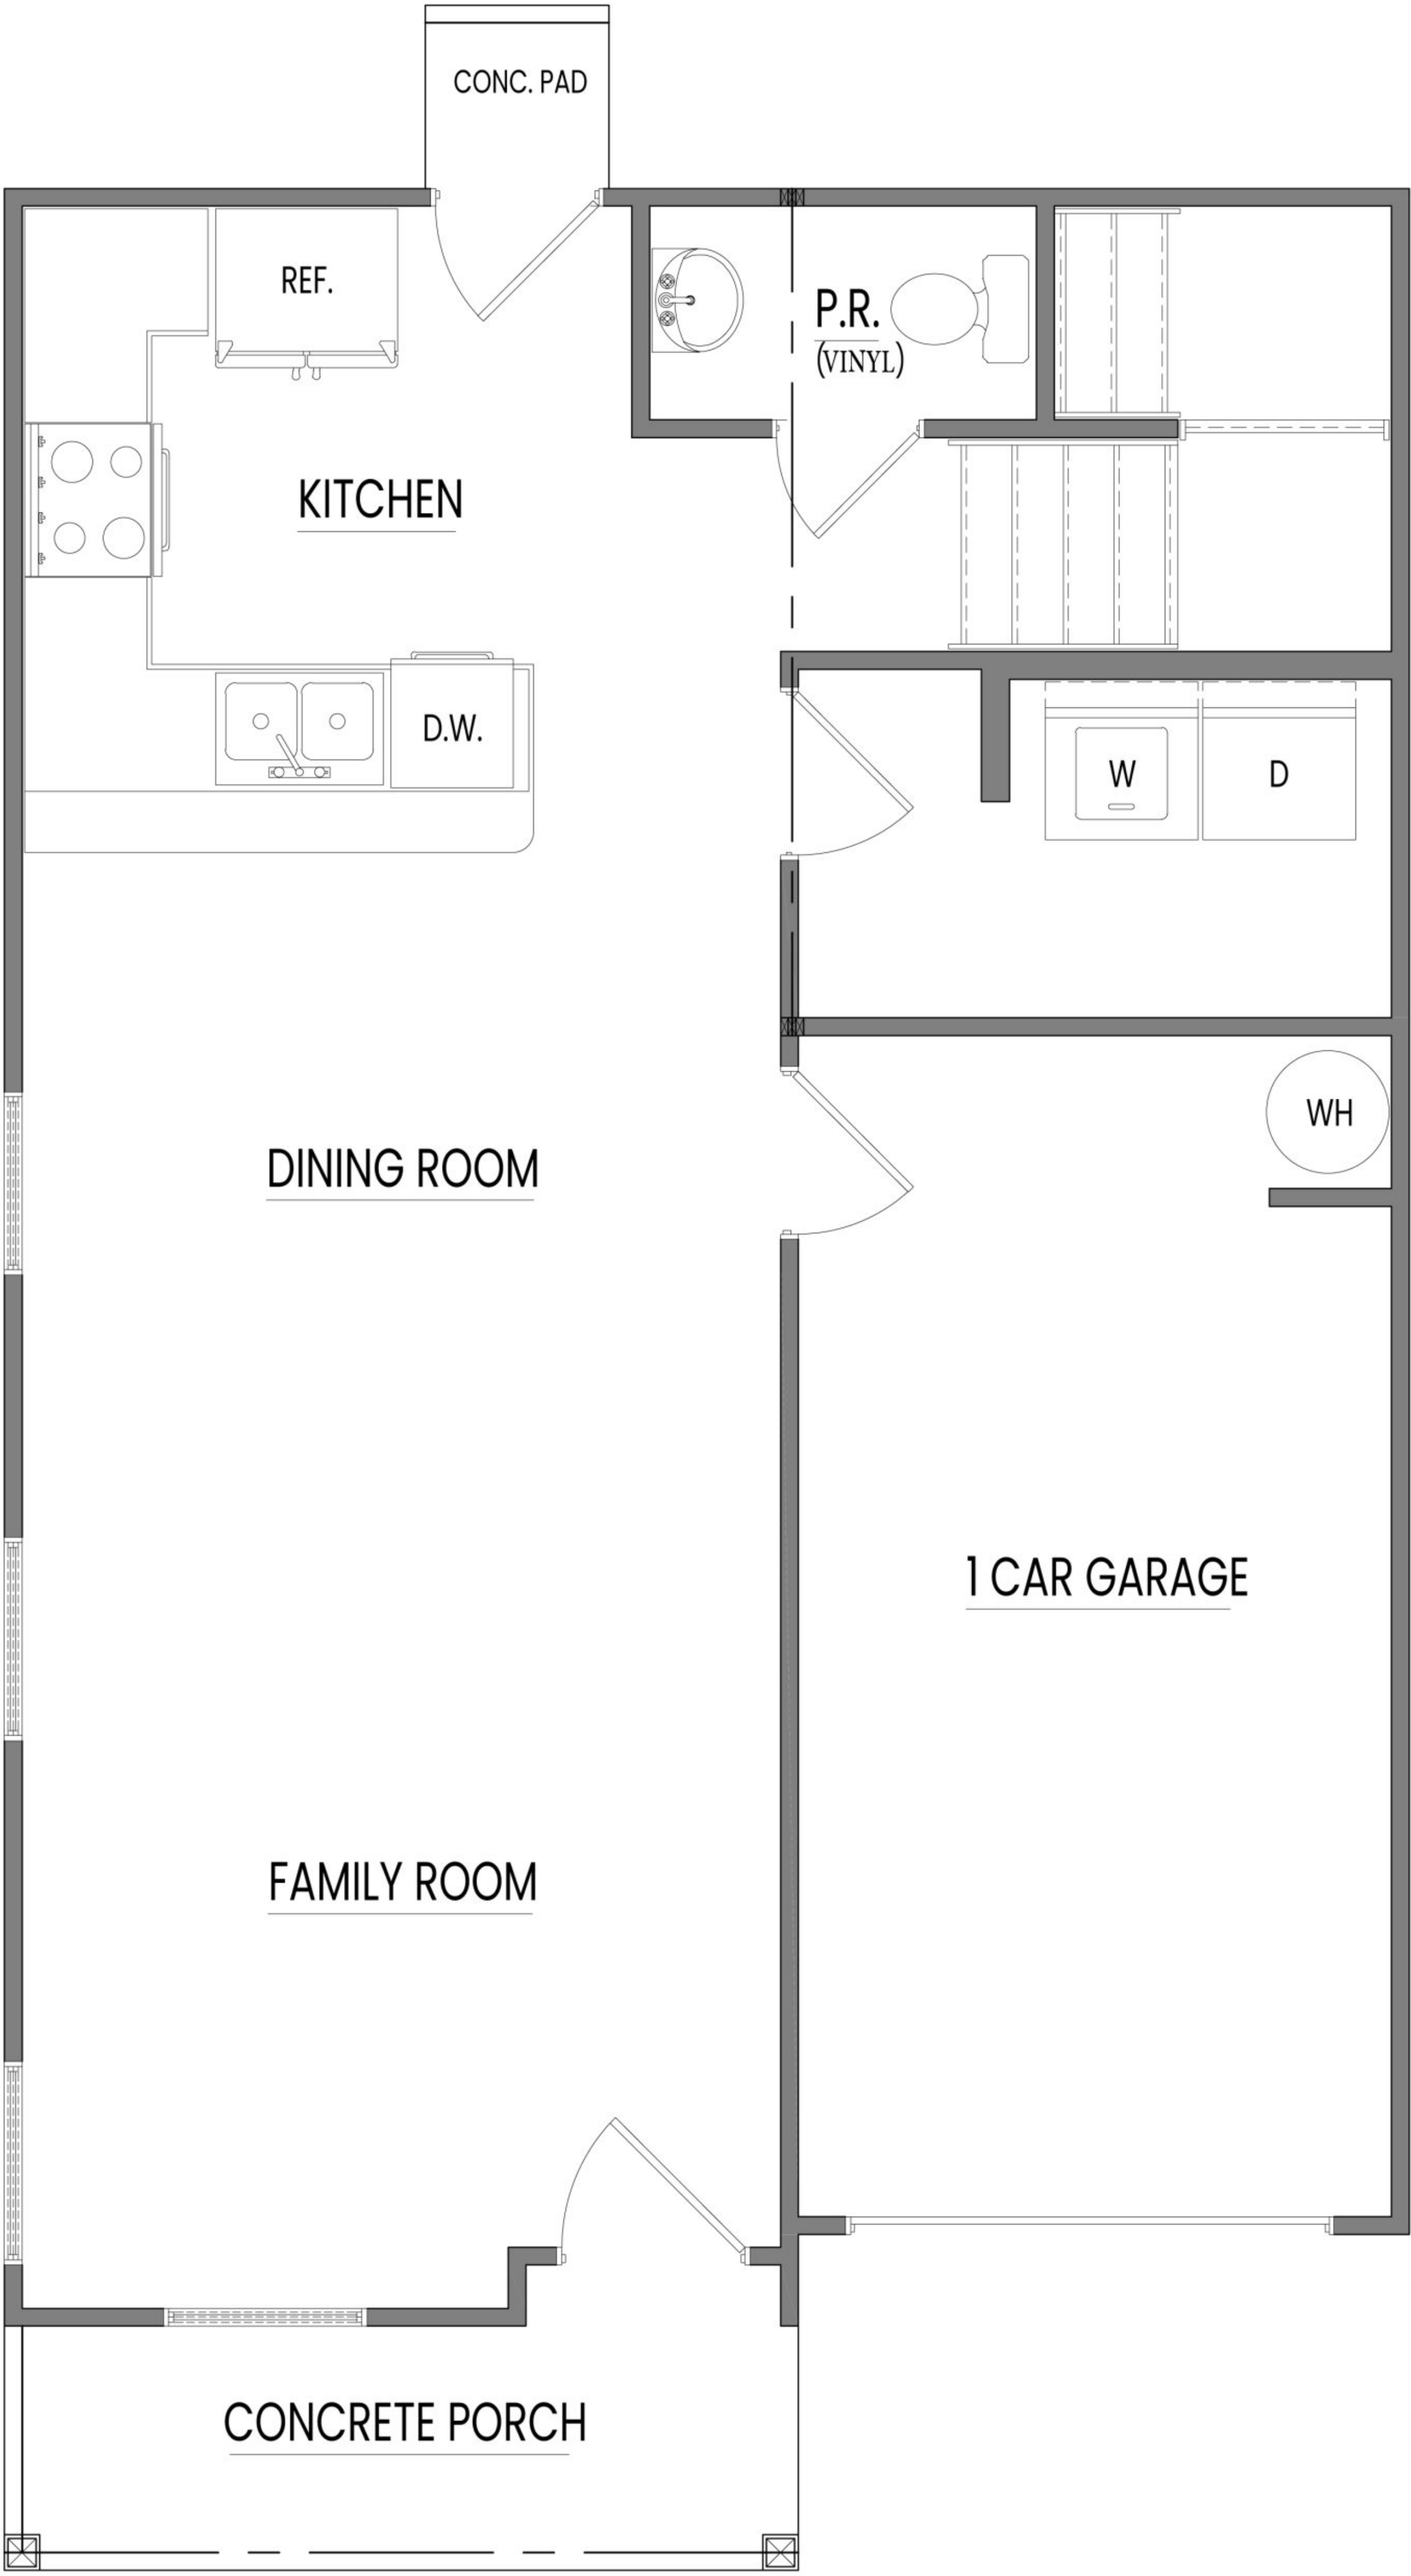 CONC. PAD
REF.
P.R.
(VINYL)
KITCHEN
D.W.
W
D
WH
DINING ROOM
1 CAR GARAGE
FAMILY ROOM
CONCRETE PORCH